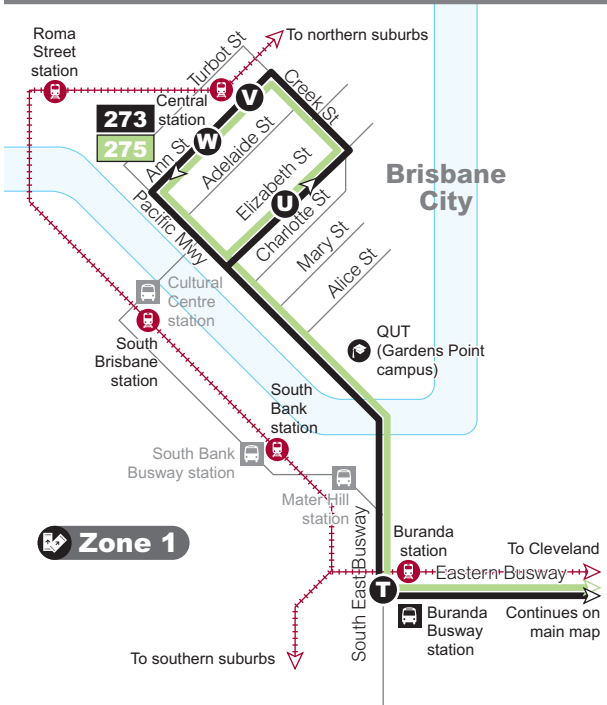 Roma
Street
station
To northern suburbs
Turbot St
Central
station
V
Creek St
273
275
W
Ann St
Adelaide St
Elizabeth St
U
Brisbane
City
Pacific Mwy
Charlotte St
Mary St
Alice St
Cultural
Centre
station
South
Brisbane
station
QUT
(Gardens Point
campus)
South
Bank
station
South Bank
Busway station
Mater Hill
station
Zone 1
South East Busway
Buranda
station
To Cleveland
Eastern Busway
T
Buranda
Busway
station
Continues on
main map
To southern suburbs